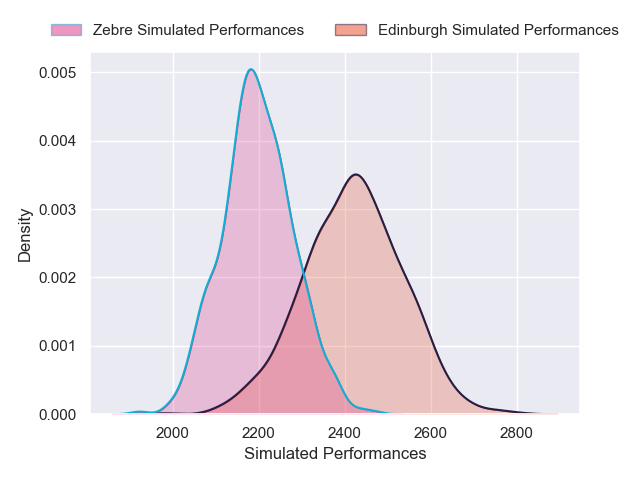 Zebre Simulated Performances Edinburgh Simulated Performances
0.005
0.004
0.003
0.002
0.001
0.000
Density
2000 2200 2400 2600 2800
Simulated Performances